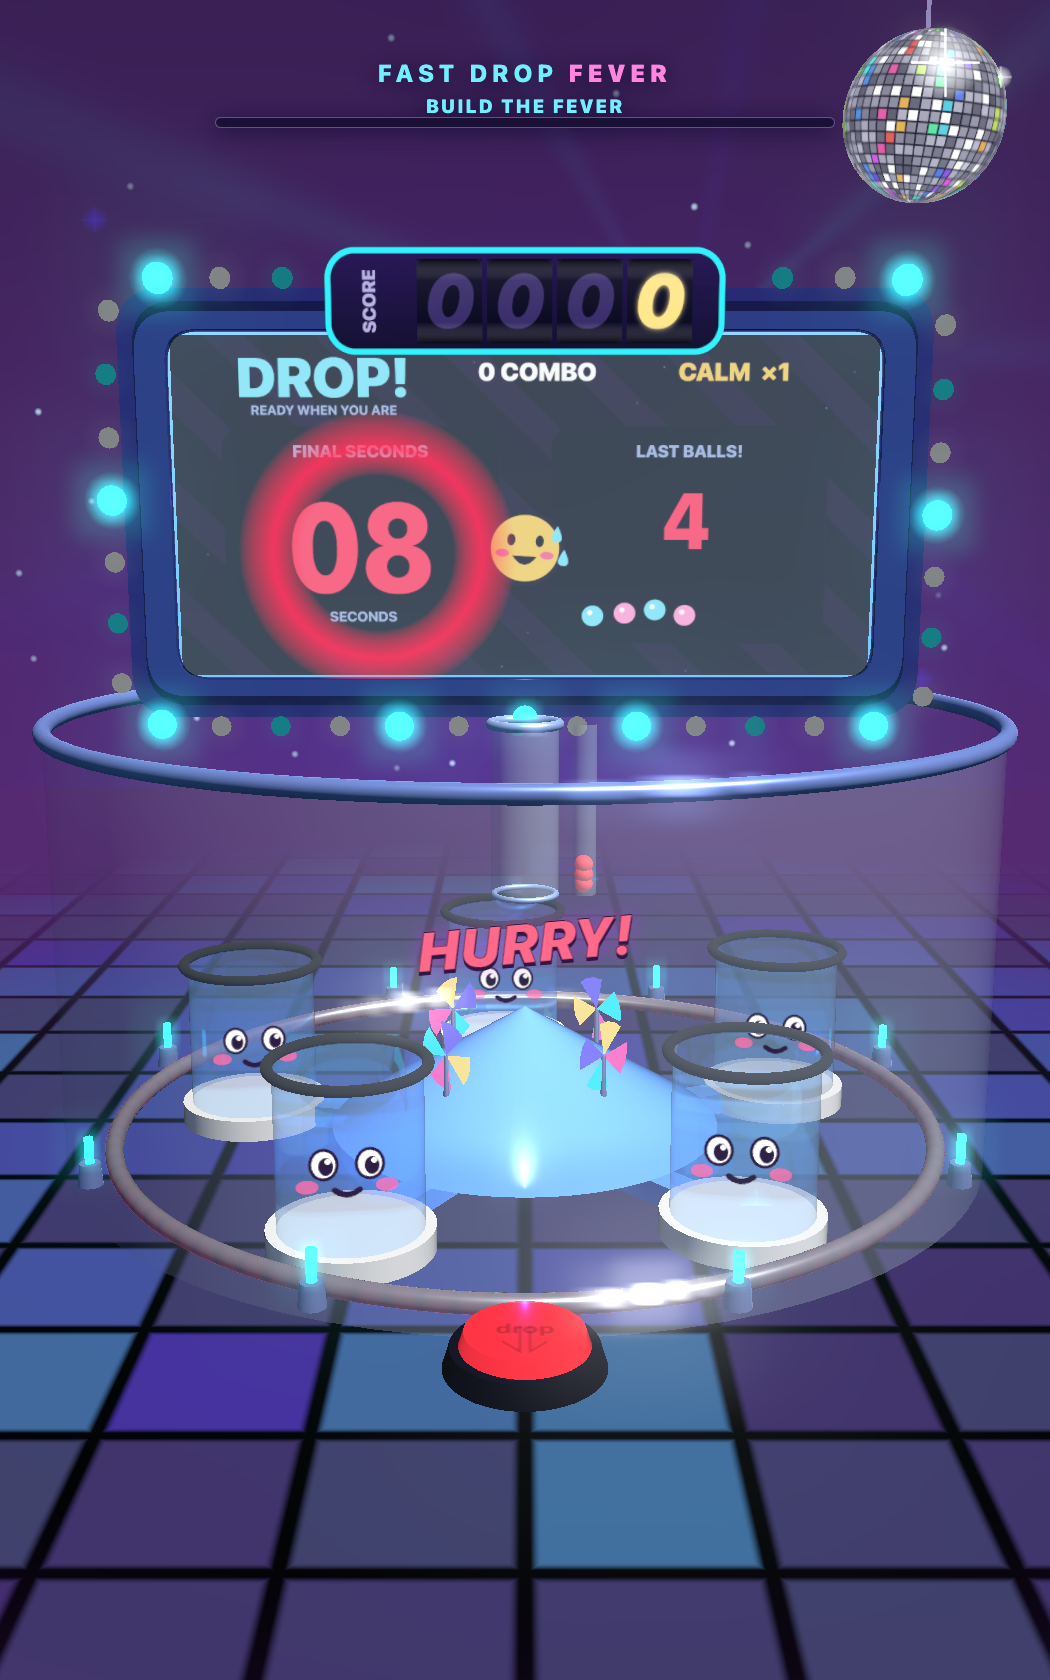 FAST DROP FEVER
BUILD THE FEVER
SCORE 0000
DROP!
READY WHEN YOU ARE
0 COMBO
CALM ×1
FINAL SECONDS
08
SECONDS
LAST BALLS!
4
HURRY!
drop